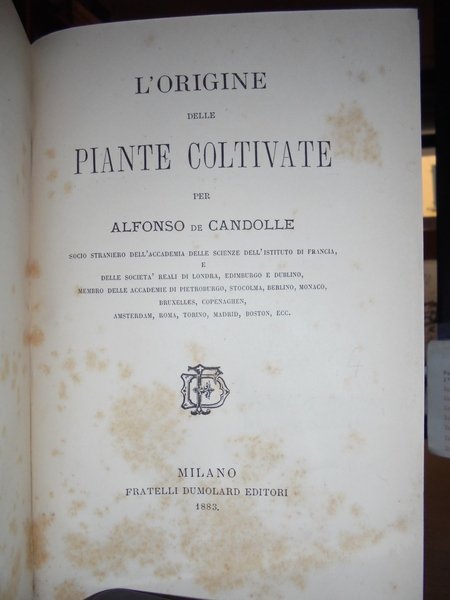 L'ORIGINE
DELLE
PIANTE COLTIVATE
PER
ALFONSO DE CANDOLLE
SOCIO STRANIERO DELL'ACCADEMIA DELLE SCIENZE DELL'ISTITUTO DI FRANCIA,
E
DELLE SOCIETA' REALI DI LONDRA, EDIMBURGO E DUBLINO,
MEMBRO DELLE ACCADEMIE DI PIETROBURGO, STOCOLMA, BERLINO, MONACO,
BRUXELLES, COPENAGHEN,
AMSTERDAM, ROMA, TORINO, MADRID, BOSTON, ECC.
MILANO
FRATELLI DUMOLARD EDITORI
1883.